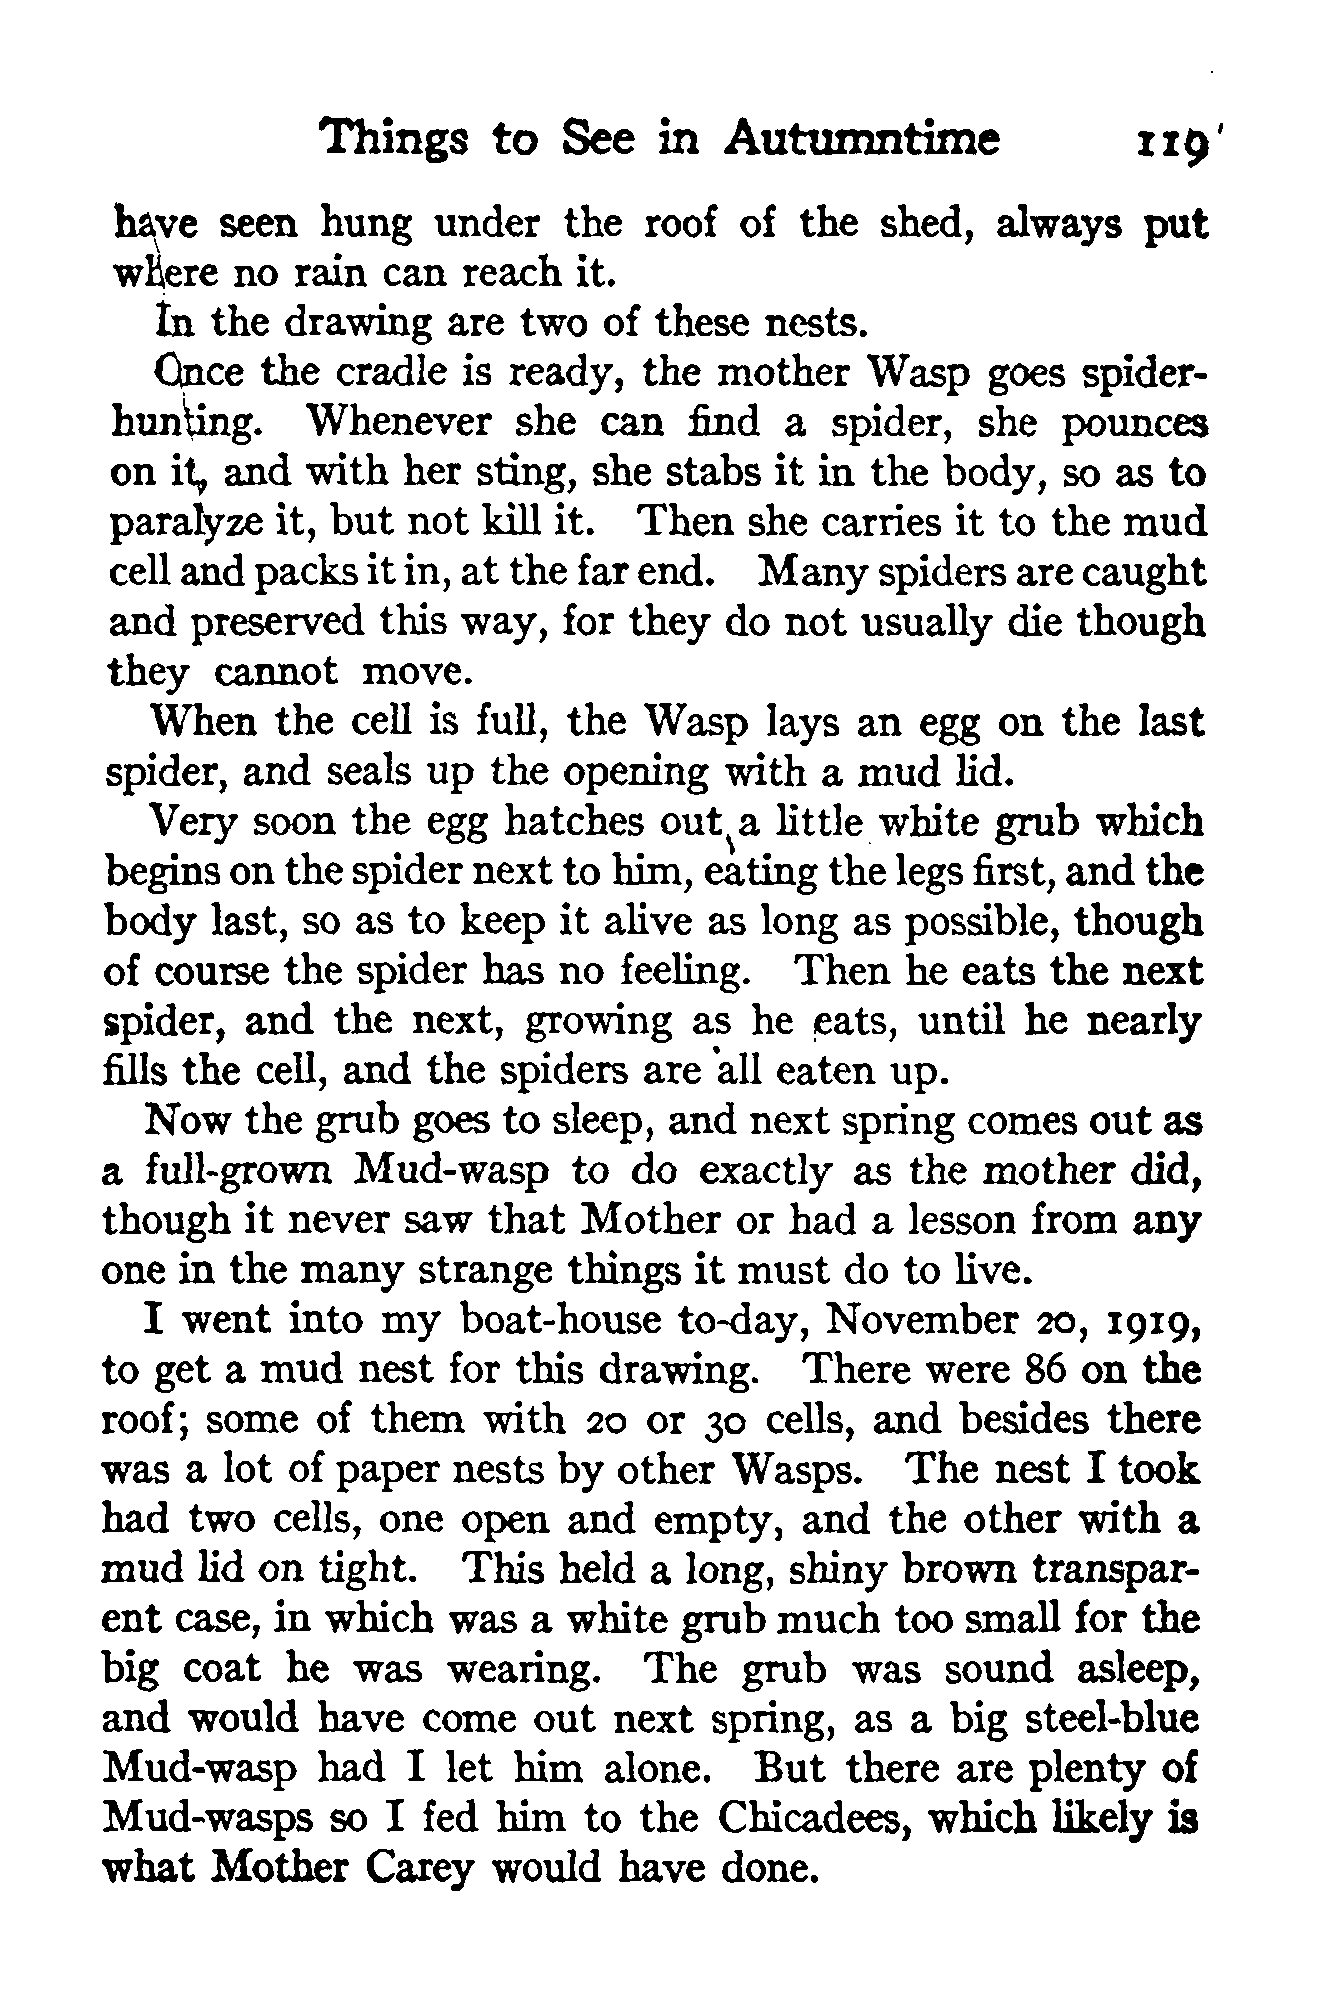 Things to See in Autumntime 119
have seen hung under the roof of the shed, always put
where no rain can reach it.
In the drawing are two of these nests.
Once the cradle is ready, the mother Wasp goes spider-
hunting. Whenever she can find a spider, she pounces
on it, and with her sting, she stabs it in the body, so as to
paralyze it, but not kill it. Then she carries it to the mud
cell and packs it in, at the far end. Many spiders are caught
and preserved this way, for they do not usually die though
they cannot move.
When the cell is full, the Wasp lays an egg on the last
spider, and seals up the opening with a mud lid.
Very soon the egg hatches out a little white grub which
begins on the spider next to him, eating the legs first, and the
body last, so as to keep it alive as long as possible, though
of course the spider has no feeling. Then he eats the next
spider, and the next, growing as he eats, until he nearly
fills the cell, and the spiders are all eaten up.
Now the grub goes to sleep, and next spring comes out as
a full-grown Mud-wasp to do exactly as the mother did,
though it never saw that Mother or had a lesson from any
one in the many strange things it must do to live.
I went into my boat-house to-day, November 20, 1919,
to get a mud nest for this drawing. There were 86 on the
roof; some of them with 20 or 30 cells, and besides there
was a lot of paper nests by other Wasps. The nest I took
had two cells, one open and empty, and the other with a
mud lid on tight. This held a long, shiny brown transpar-
ent case, in which was a white grub much too small for the
big coat he was wearing. The grub was sound asleep,
and would have come out next spring, as a big steel-blue
Mud-wasp had I let him alone. But there are plenty of
Mud-wasps so I fed him to the Chicadees, which likely is
what Mother Carey would have done.